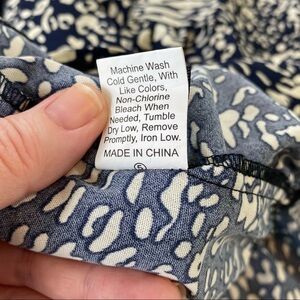 Machine Wash
Cold Gentle, With
Like Colors,
Non-Chlorine
Bleach When
Needed, Tumble
Dry Low, Remove
Promptly, Iron Low.
MADE IN CHINA